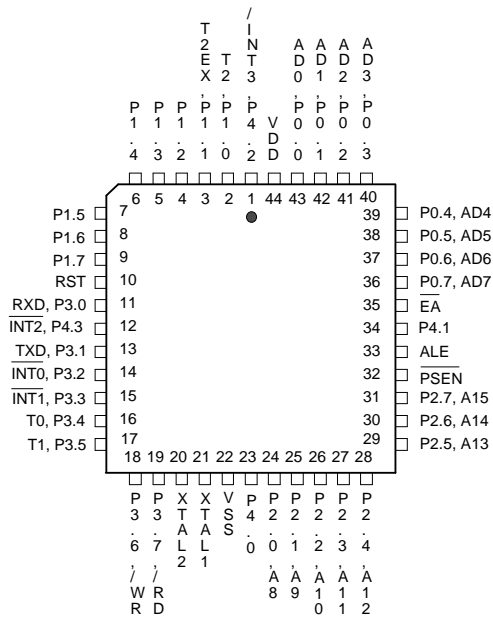 P1.4
P1.3
P1.2
T2EX,P1.1
T2,P1.0
/INT3,P4.2
VDD
AD0,P0.0
AD1,P0.1
AD2,P0.2
AD3,P0.3
6 5 4 3 2 1 44 43 42 41 40
P1.5 7
P1.6 8
P1.7 9
RST 10
RXD, P3.0 11
INT2, P4.3 12
TXD, P3.1 13
INT0, P3.2 14
INT1, P3.3 15
T0, P3.4 16
T1, P3.5 17
39 P0.4, AD4
38 P0.5, AD5
37 P0.6, AD6
36 P0.7, AD7
35 EA
34 P4.1
33 ALE
32 PSEN
31 P2.7, A15
30 P2.6, A14
29 P2.5, A13
18 19 20 21 22 23 24 25 26 27 28
P3.6,/WR
P3.7,/RD
XTAL2
XTAL1
VSS
P4.0
P2.0,A8
P2.1,A9
P2.2,A10
P2.3,A11
P2.4,A12